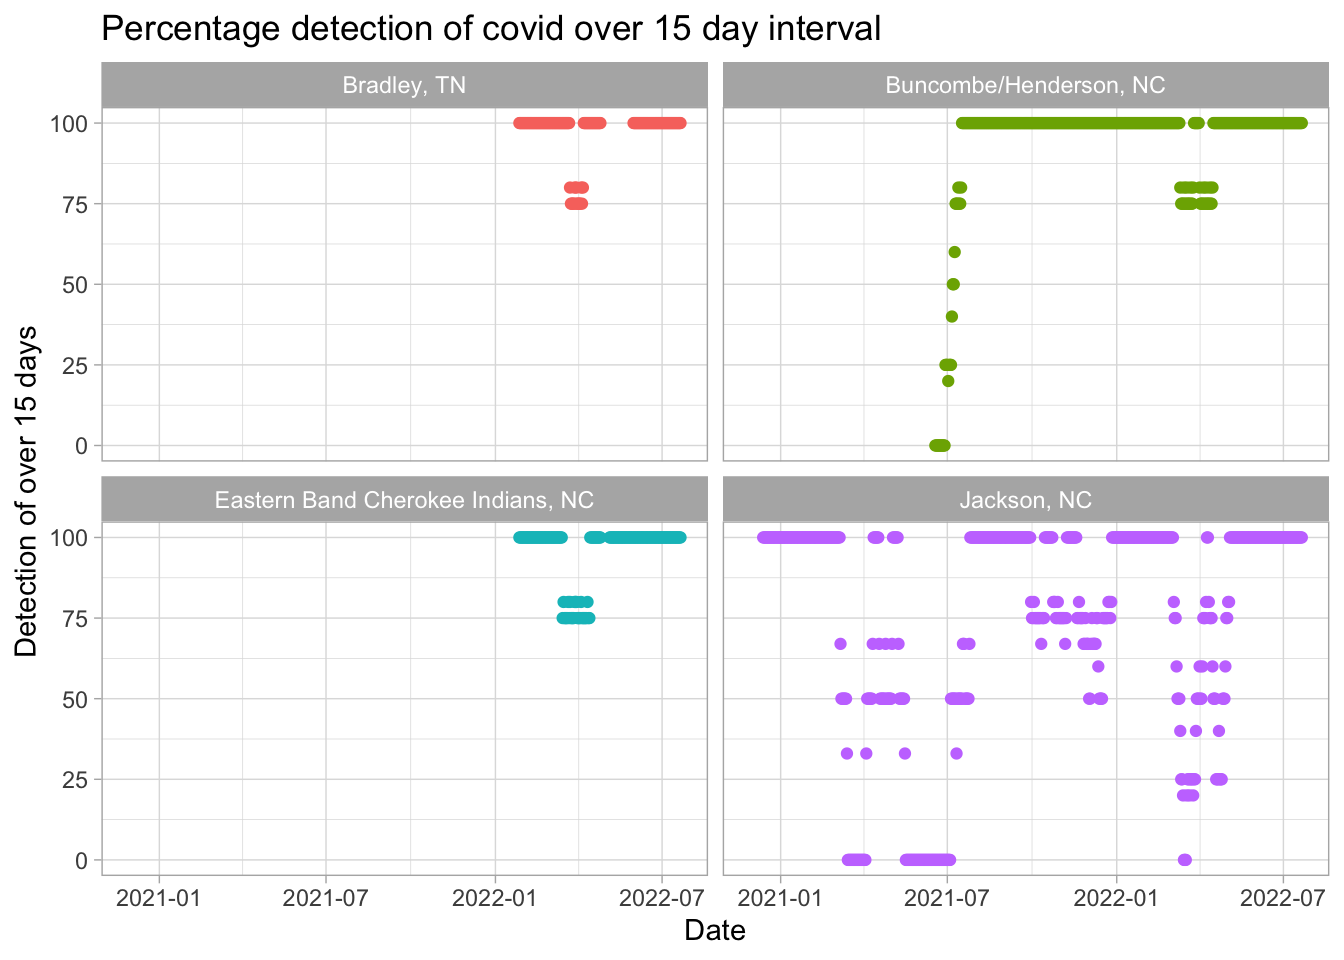 Percentage detection of covid over 15 day interval
Bradley, TN
Buncombe/Henderson, NC
100
75
50
25
0
Eastern Band Cherokee Indians, NC
Jackson, NC
100
75
50
25
0
Detection of over 15 days
2021-01 2021-07 2022-01 2022-07 2021-01 2021-07 2022-01 2022-07
Date